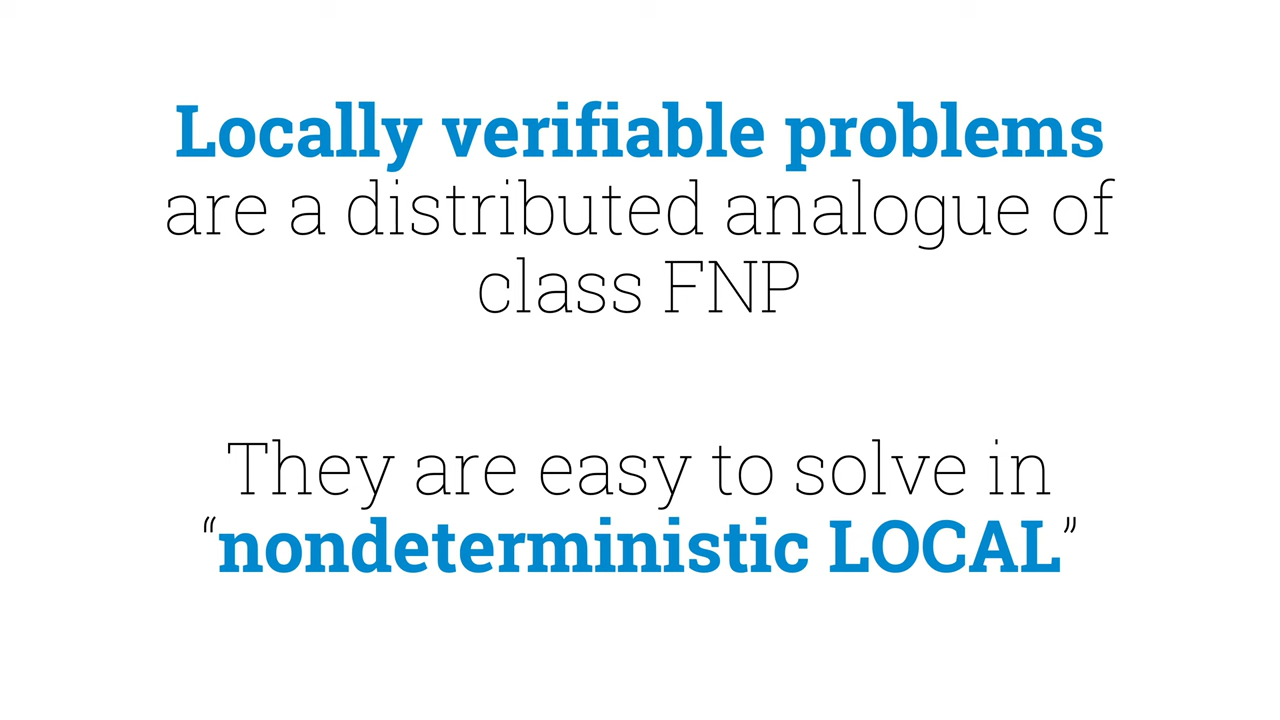 Locally verifiable problems
are a distributed analogue of
class FNP
They are easy to solve in
“nondeterministic LOCAL”